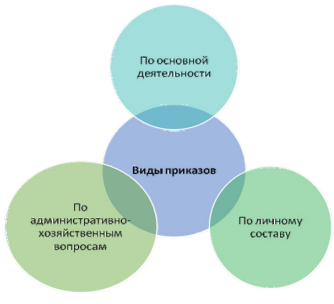 По основной
деятельности
Виды приказов
По
административно-
хозяйственным
вопросам
По личному
составу